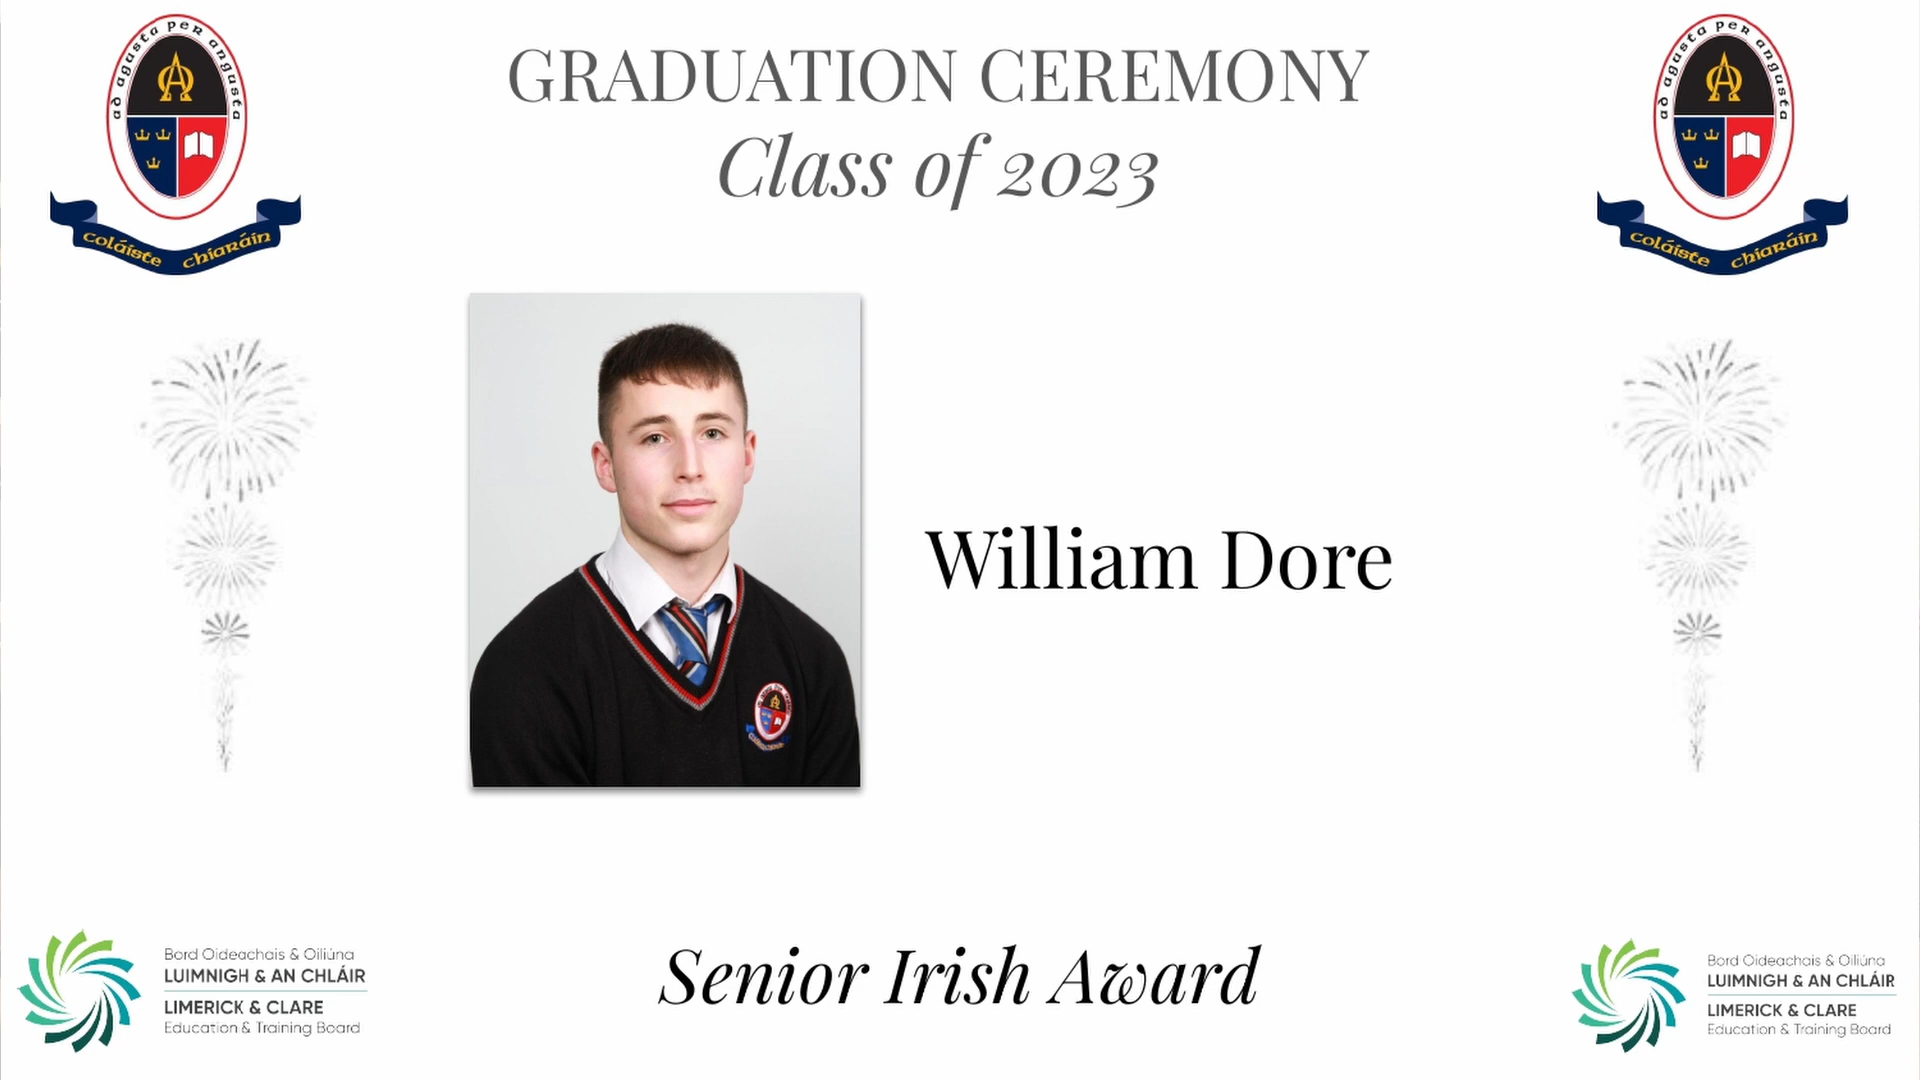 ad agusta per angusta
coláiste chiaráin
GRADUATION CEREMONY
Class of 2023
ad agusta per angusta
coláiste chiaráin
William Dore
Bord Oideachais & Oiliúna
LUIMNIGH & AN CHLÁIR
LIMERICK & CLARE
Education & Training Board
Senior Irish Award
Bord Oideachais & Oiliúna
LUIMNIGH & AN CHLÁIR
LIMERICK & CLARE
Education & Training Board